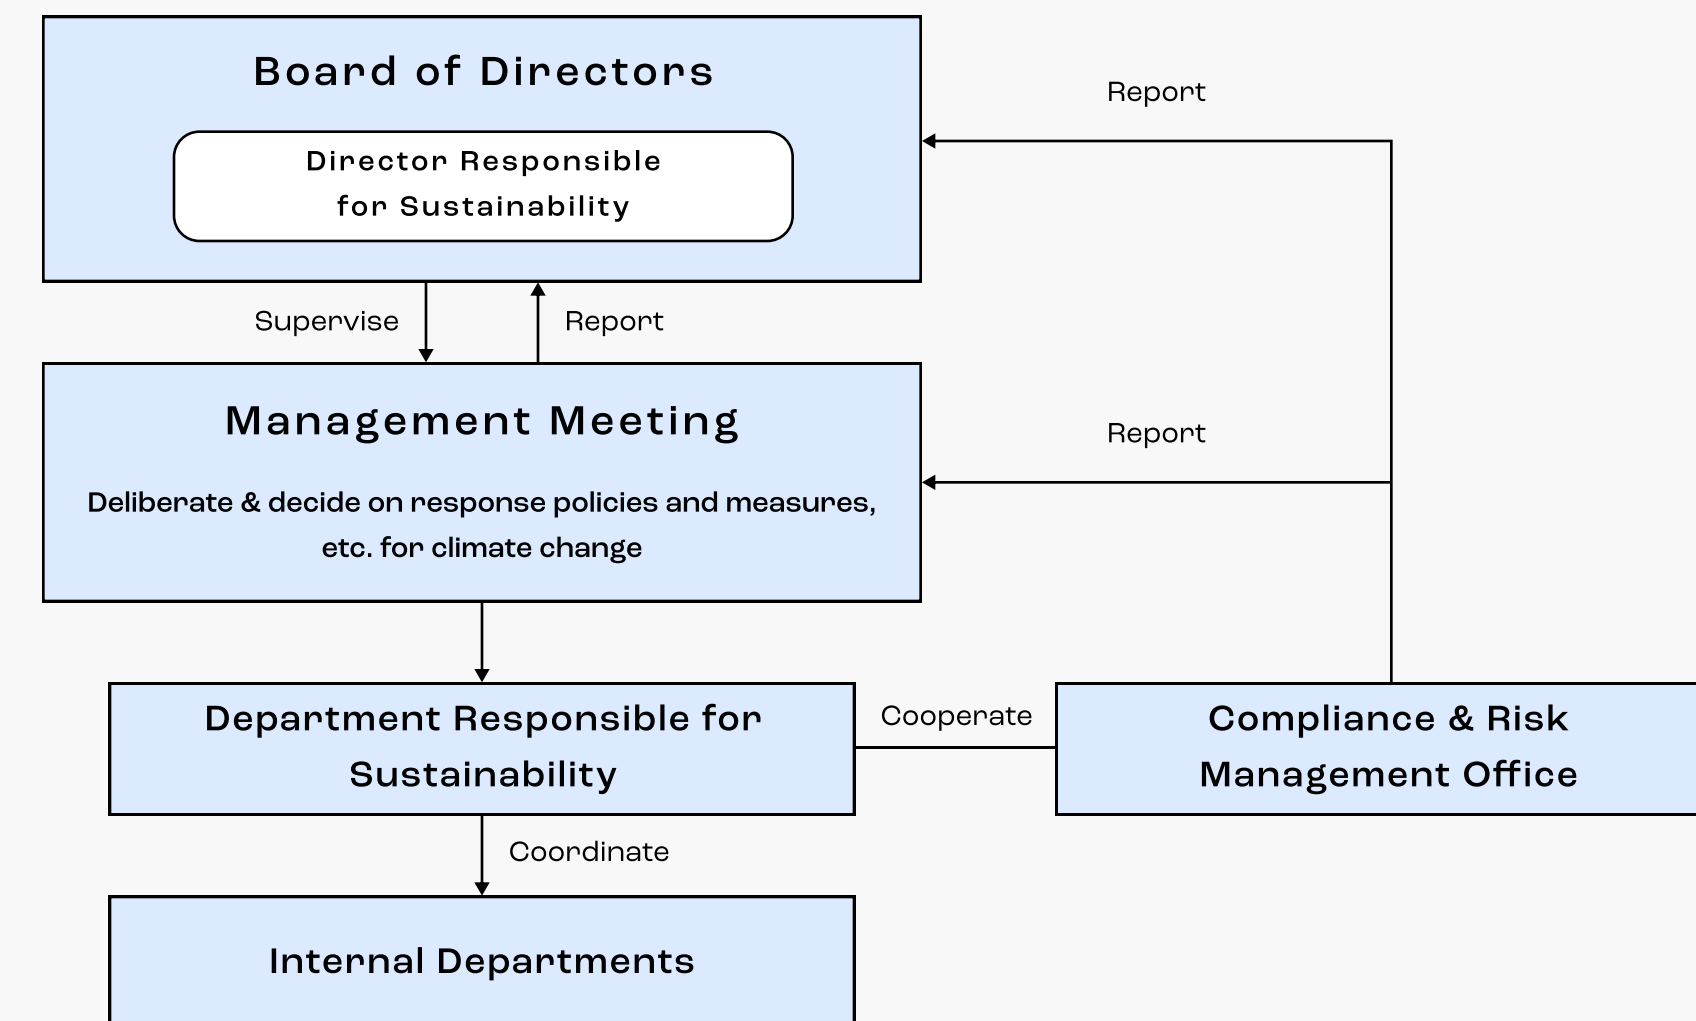 Board of Directors
Report
Director Responsible
for Sustainability
Supervise
Report
Management Meeting
Report
Deliberate & decide on response policies and measures,
etc. for climate change
Department Responsible for
Sustainability
Cooperate
Compliance & Risk
Management Office
Coordinate
Internal Departments